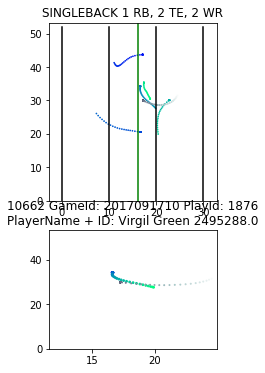 SINGLEBACK 1 RB, 2 TE, 2 WR
50
40
30
20
10
0
0 10 20 30
10662 GameId: 2017091710 PlayId: 1876
PlayerName + ID: Virgil Green 2495288.0
40
20
0
15 20